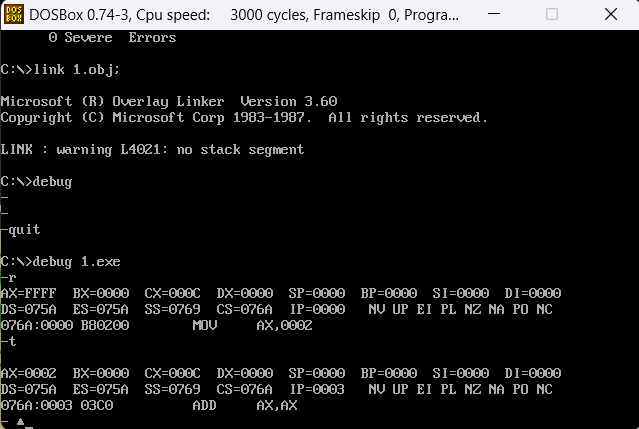 DOSBox 0.74-3, Cpu speed:    3000 cycles, Frameskip  0, Progra...
      0 Severe  Errors
C:\>link 1.obj;
Microsoft (R) Overlay Linker  Version 3.60
Copyright (C) Microsoft Corp 1983-1987.  All rights reserved.
LINK : warning L4021: no stack segment
C:\>debug
-
-
-quit
C:\>debug 1.exe
-r
AX=FFFF  BX=0000  CX=000C  DX=0000  SP=0000  BP=0000  SI=0000  DI=0000
DS=075A  ES=075A  SS=0769  CS=076A  IP=0000   NV UP EI PL NZ NA PO NC
076A:0000 B80200        MOV     AX,0002
-t
AX=0002  BX=0000  CX=000C  DX=0000  SP=0000  BP=0000  SI=0000  DI=0000
DS=075A  ES=075A  SS=0769  CS=076A  IP=0003   NV UP EI PL NZ NA PO NC
076A:0003 03C0          ADD     AX,AX
- ▲_